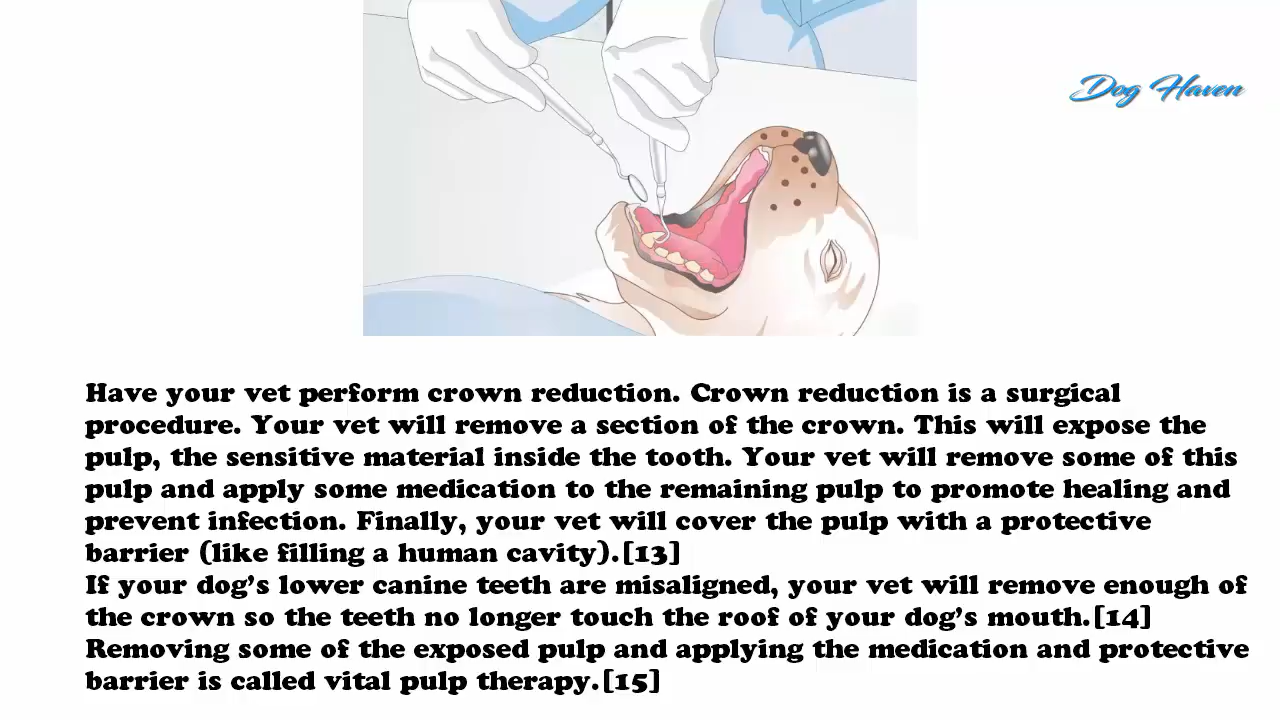 Dog Haven
Have your vet perform crown reduction. Crown reduction is a surgical
procedure. Your vet will remove a section of the crown. This will expose the
pulp, the sensitive material inside the tooth. Your vet will remove some of this
pulp and apply some medication to the remaining pulp to promote healing and
prevent infection. Finally, your vet will cover the pulp with a protective
barrier (like filling a human cavity).[13]
If your dog’s lower canine teeth are misaligned, your vet will remove enough of
the crown so the teeth no longer touch the roof of your dog’s mouth.[14]
Removing some of the exposed pulp and applying the medication and protective
barrier is called vital pulp therapy.[15]